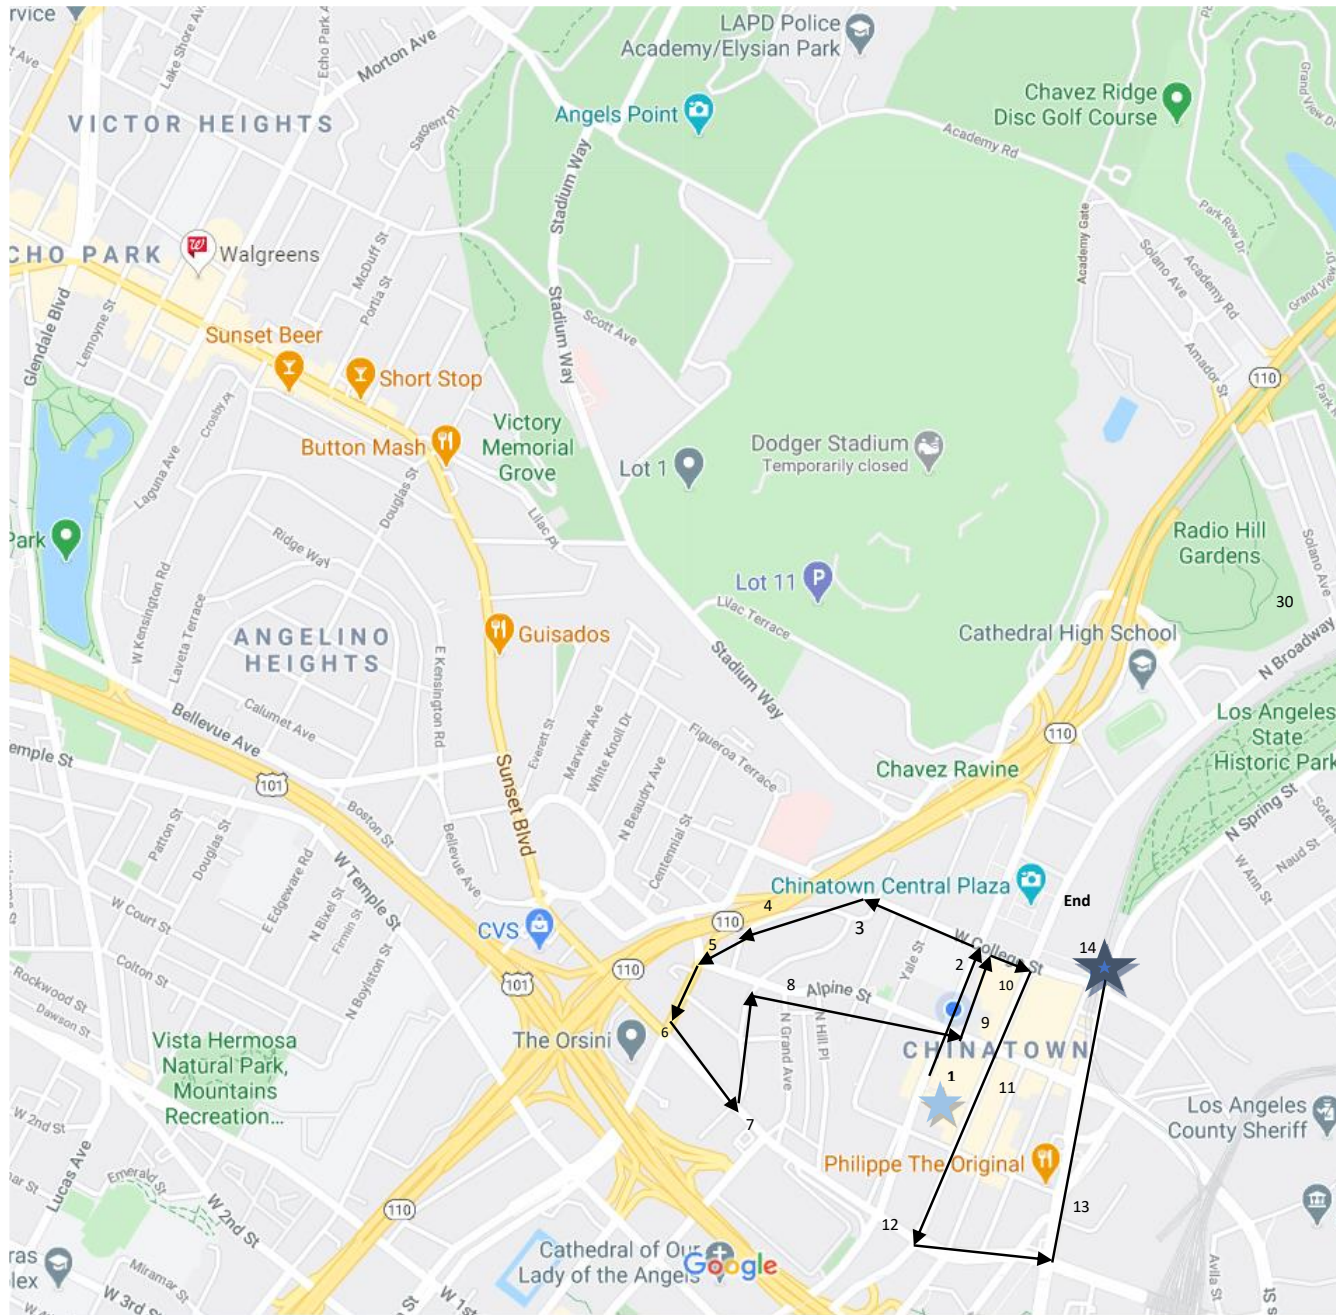 rvice
Lake Shore Av
Echo Park A
Morton Ave
LAPD Police
Academy/Elysian Park
Chavez Ridge
Disc Golf Course
Grand View Dr
Angels Point
VICTOR HEIGHTS
Sargent Pl
Academy Rd
Stadium Way
Park Row Dr
Academy Gate
CHO PARK
Walgreens
McDuff St
Portia St
Solano Ave
Academy Rd
Grand View
Glendale Blvd
Lemoyne St
Stadium Way
Scott Ave
Sunset Beer
Short Stop
Amador St
110
Crosby Pl
Button Mash
Victory
Memorial
Grove
Lot 1
Dodger Stadium
Temporarily closed
Laguna Ave
Douglas St
Lilac Pl
Park
Ridge Way
Radio Hill
Gardens
Solano Ave
Lot 11
Lilac Terrace
30
W Kensington Rd
Laveta Terrace
ANGELINO
HEIGHTS
E Kensington Rd
Guisados
Cathedral High School
N Broadway
Stadium Way
Bellevue Ave
Calumet Ave
Everett St
Marview Ave
White Knoll Dr
Figueroa Terrace
Los Angeles
State
Historic Park
110
emple St
101
Sunset Blvd
N Beaudry Ave
Chavez Ravine
Boston St
Patton St
Douglas St
Bellevue Ave
Centennial St
N Spring St
Naud St
W Ann St
W Temple St
E Edgeware Rd
N Bixel St
Firmin St
W Court St
Chinatown Central Plaza
End
CVS
110
4
3
W College St
14
5
2
Yale St
10
Colton St
N Boylston St
101
110
Rockwood St
Dawson St
8
Alpine St
9
The Orsini
6
N Grand Ave
N Hill Pl
CHINATOWN
Vista Hermosa
Natural Park,
Mountains
Recreation...
1
11
7
W 2nd St
Los Angeles
County Sheriff
Lucas Ave
Emerald St
Philippe The Original
W 2nd St
110
12
13
Cathedral of Our
Lady of the Angels
Google
Miramar St
W 3rd St
W 1st
St
Avila St